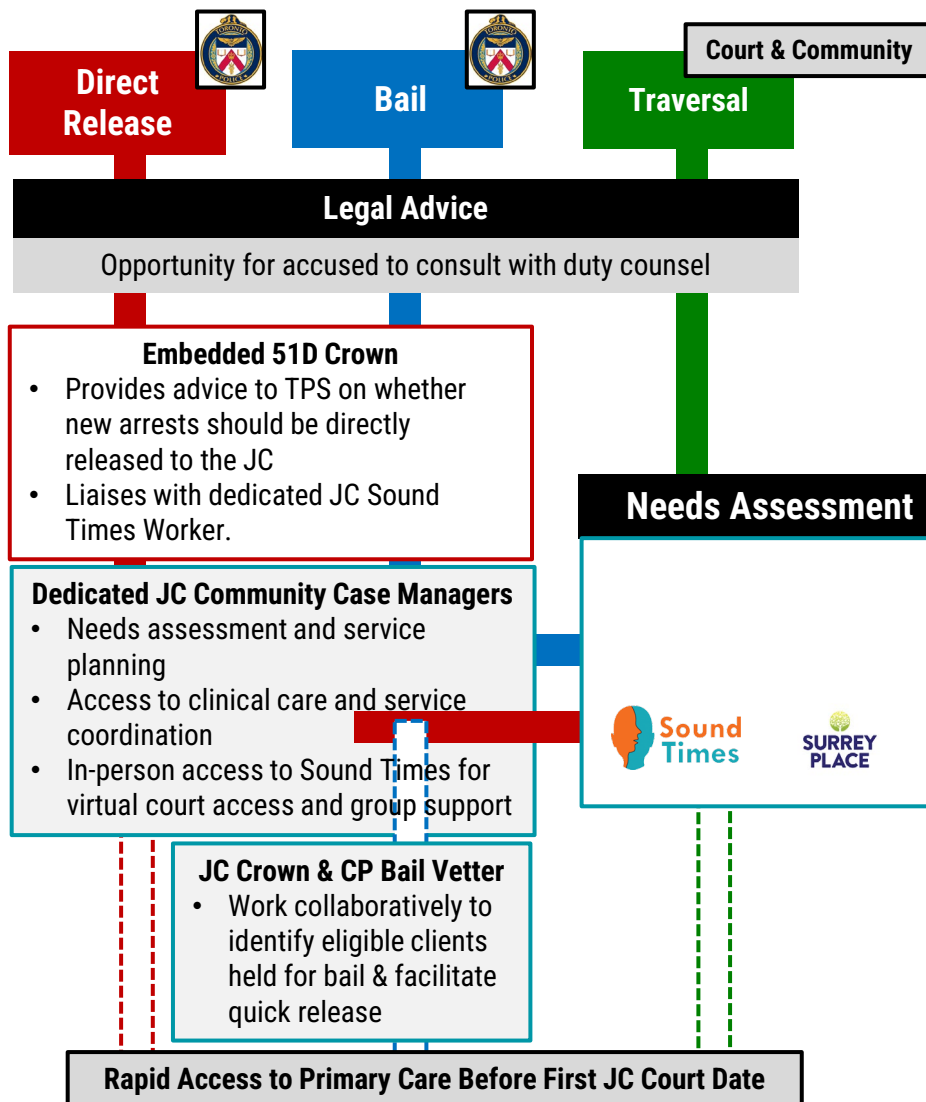 Court & Community
Direct
Release
Bail
Traversal
TORONTO
POLICE
TORONTO
POLICE
Legal Advice
Opportunity for accused to consult with duty counsel
Embedded 51D Crown
• Provides advice to TPS on whether
new arrests should be directly
released to the JC
• Liaises with dedicated JC Sound
Times Worker.
Needs Assessment
Dedicated JC Community Case Managers
• Needs assessment and service
planning
• Access to clinical care and service
coordination
• In-person access to Sound Times for
virtual court access and group support
Sound
Times
SURREY
PLACE
JC Crown & CP Bail Vetter
• Work collaboratively to
identify eligible clients
held for bail & facilitate
quick release
Rapid Access to Primary Care Before First JC Court Date